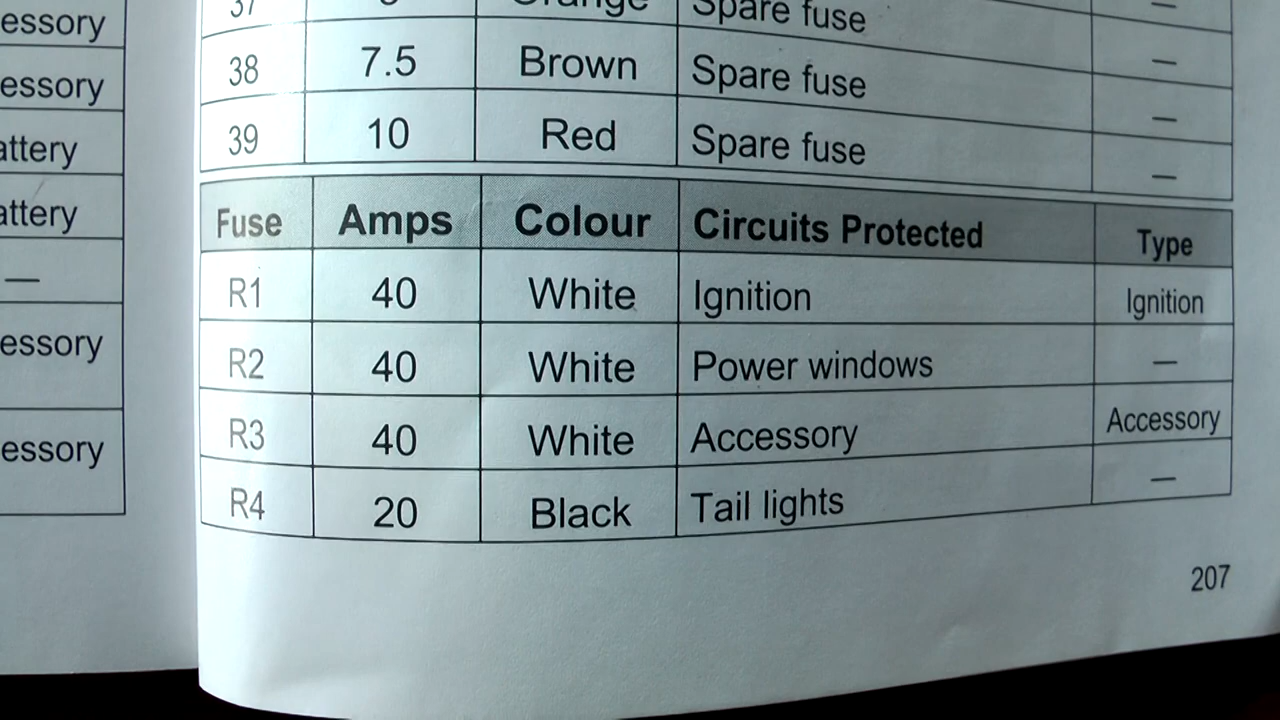 essory
essory
attery
attery
—
essory
essory
37 Orange Spare fuse —
38 7.5 Brown Spare fuse —
39 10 Red Spare fuse —
—
Fuse Amps Colour Circuits Protected Type
R1 40 White Ignition Ignition
R2 40 White Power windows —
R3 40 White Accessory Accessory
R4 20 Black Tail lights —
207